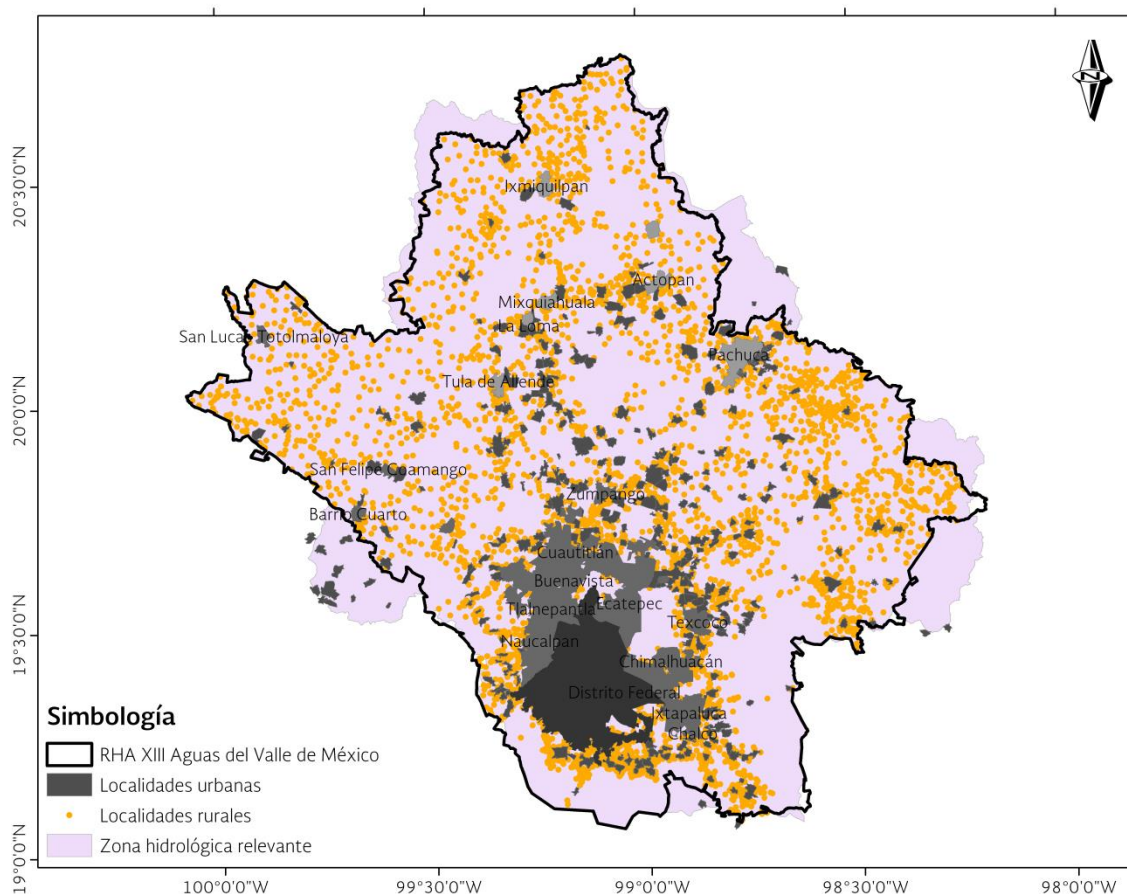 N
20°30'0"N
20°0'0"N
19°30'0"N
19°0'0"N
Ixmiquilpan
Actopan
Mixquiahuala
La Loma
San Lucas Totolmaloya
Pachuca
Tula de Allende
San Felipe Coamango
Zumpango
Barrio Cuarto
Cuautitlán
Buenavista
Tlalnepantla
Ecatepec
Texcoco
Naucalpan
Chimalhuacán
Distrito Federal
Ixtapaluca
Chalco
Simbología
RHA XIII Aguas del Valle de México
Localidades urbanas
Localidades rurales
Zona hidrológica relevante
100°0'0"W
99°30'0"W
99°0'0"W
98°30'0"W
98°0'0"W